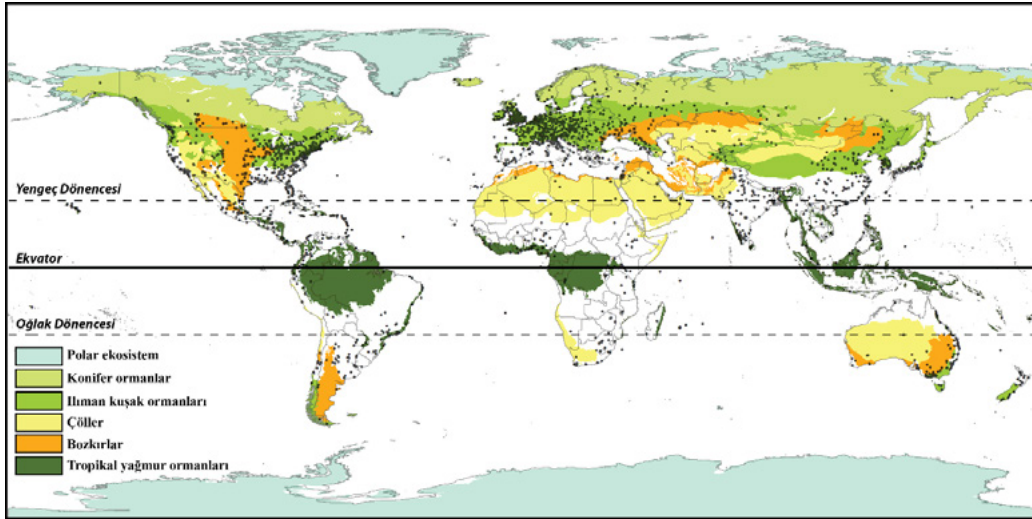 Yengeç Dönencesi
Ekvator
Oğlak Dönencesi
Polar ekosistem
Konifer ormanlar
Ilıman kuşak ormanları
Çöller
Bozkırlar
Tropikal yağmur ormanları